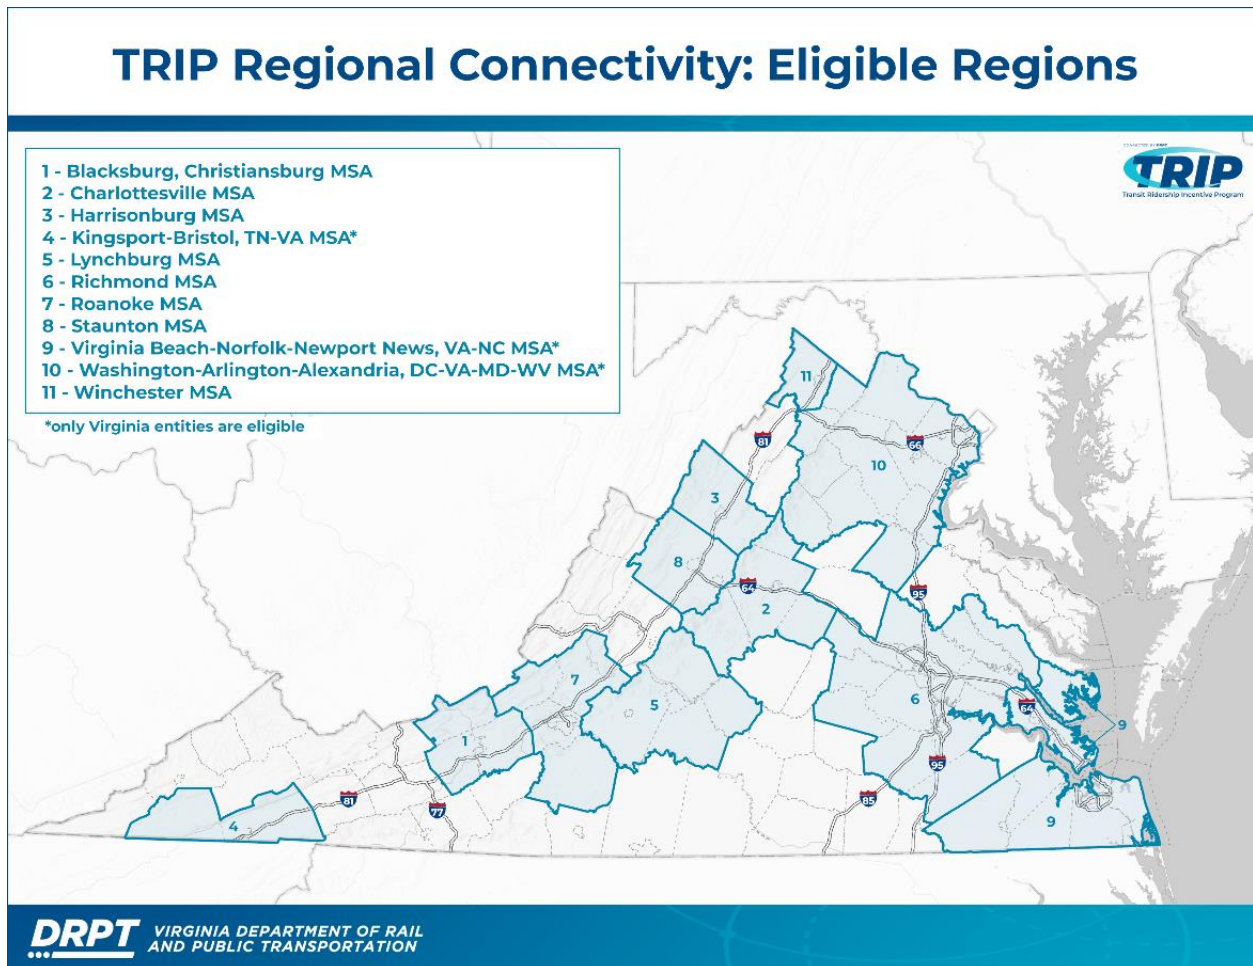 TRIP Regional Connectivity: Eligible Regions
1 - Blacksburg, Christiansburg MSA
2 - Charlottesville MSA
3 - Harrisonburg MSA
4 - Kingsport-Bristol, TN-VA MSA*
5 - Lynchburg MSA
6 - Richmond MSA
7 - Roanoke MSA
8 - Staunton MSA
9 - Virginia Beach-Norfolk-Newport News, VA-NC MSA*
10 - Washington-Arlington-Alexandria, DC-VA-MD-WV MSA*
11 - Winchester MSA
*only Virginia entities are eligible
TRIP
Transit Ridership Incentive Program
11
81
66
10
3
8
64
2
95
7
5
6
64
9
1
95
81
77
85
4
9
DRPT
VIRGINIA DEPARTMENT OF RAIL
AND PUBLIC TRANSPORTATION